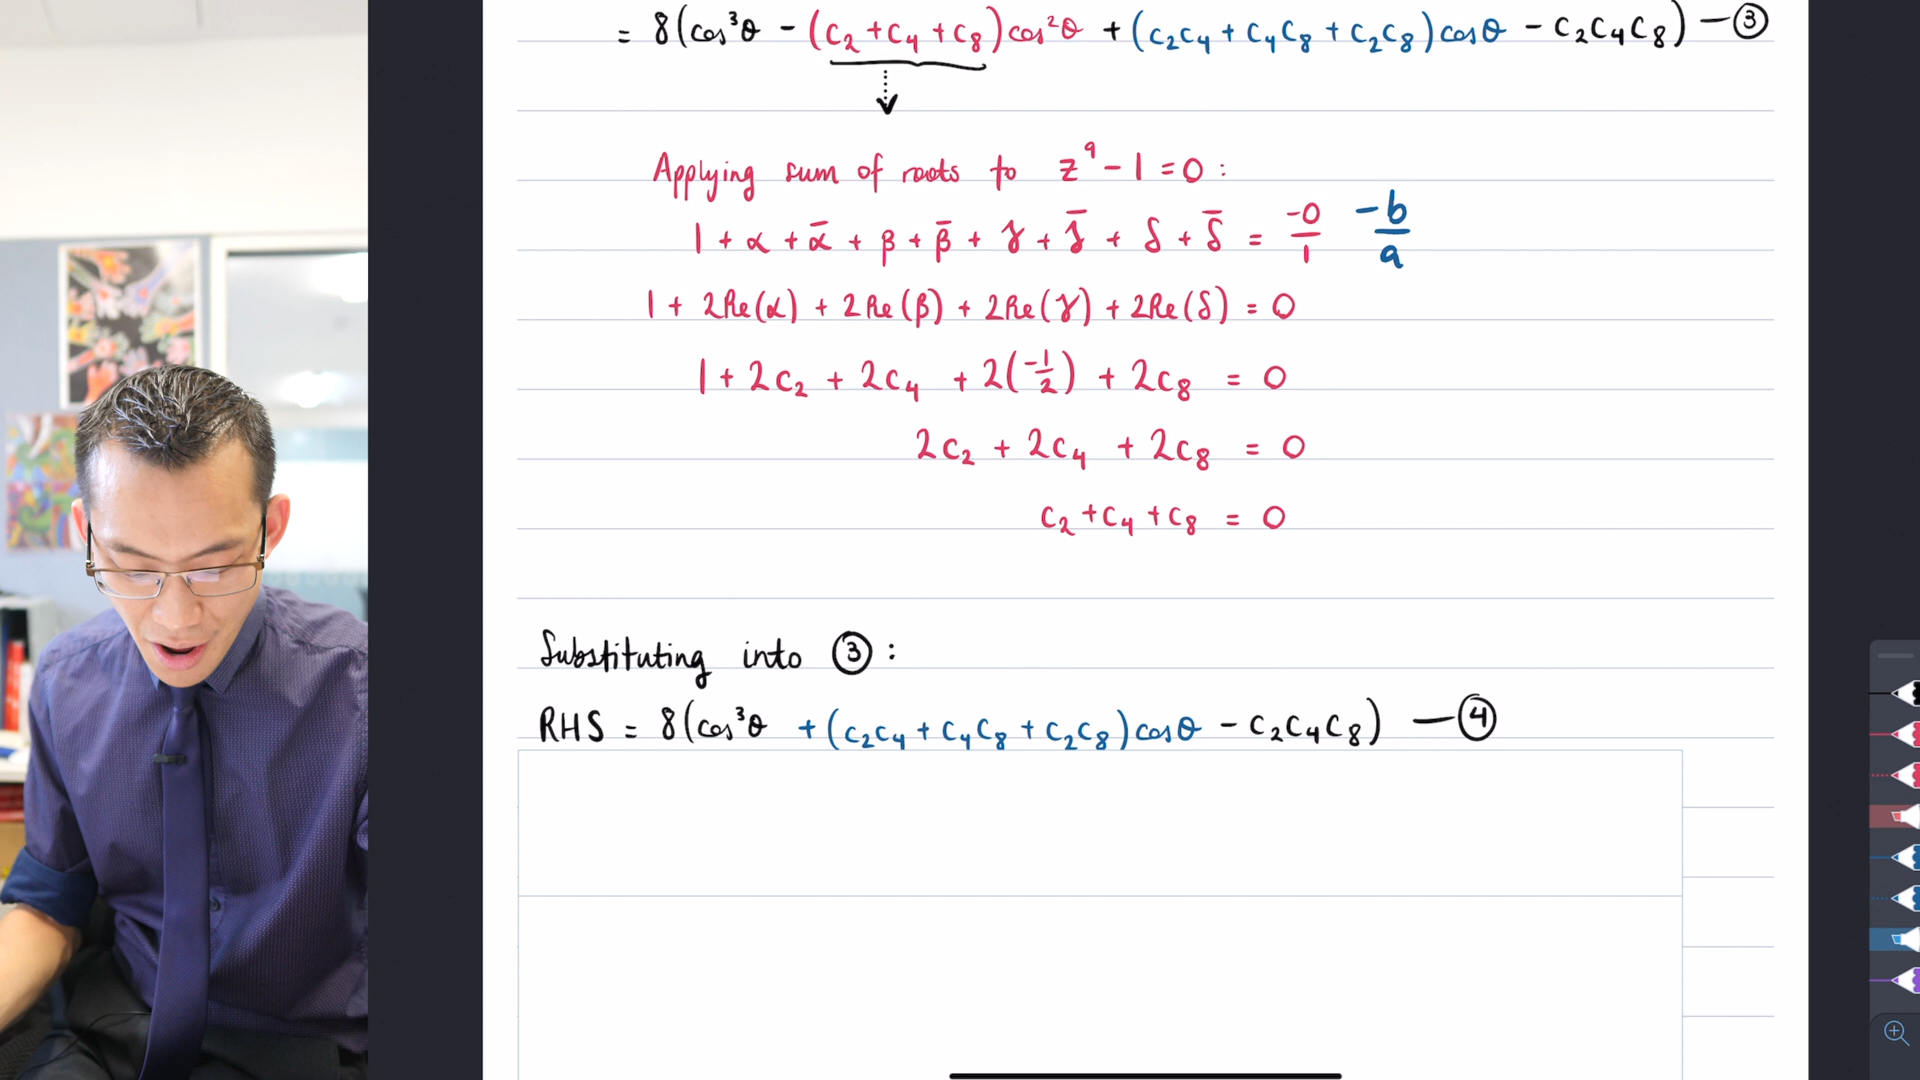 = 8(cos³θ - (c₂ + c₄ + c₈)cos²θ + (c₂c₄ + c₄c₈ + c₂c₈)cosθ - c₂c₄c₈) — ③
Applying sum of roots to z⁹ - 1 = 0 :
1 + α + ᾱ + β + β̄ + γ + γ̄ + δ + δ̄ = -0/1 -b/a
1 + 2Re(α) + 2Re(β) + 2Re(γ) + 2Re(δ) = 0
1 + 2c₂ + 2c₄ + 2(-1/2) + 2c₈ = 0
2c₂ + 2c₄ + 2c₈ = 0
c₂ + c₄ + c₈ = 0
Substituting into ③ :
RHS = 8(cos³θ + (c₂c₄ + c₄c₈ + c₂c₈)cosθ - c₂c₄c₈) — ④